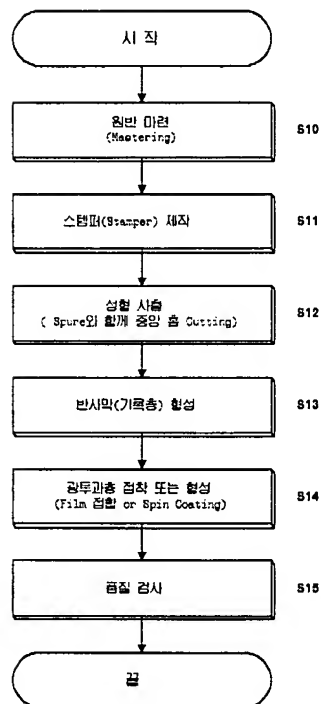 시 작
원반 마련
(Mastering)
S10
스템퍼(Stamper) 제작
S11
성형 사출
( Spure와 함께 중앙 홈 Cutting)
S12
반사막(기록층) 형성
S13
광투과층 접착 또는 형성
(Film 접합 or Spin Coating)
S14
품질 검사
S15
끝